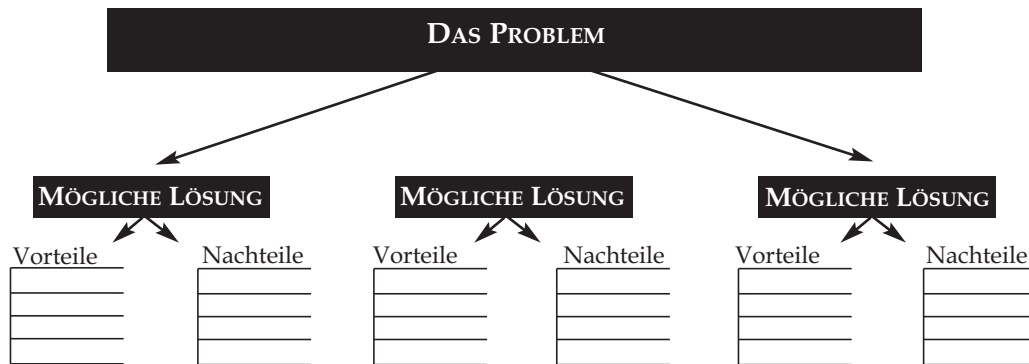 DAS PROBLEM
MÖGLICHE LÖSUNG MÖGLICHE LÖSUNG MÖGLICHE LÖSUNG
Vorteile Nachteile Vorteile Nachteile Vorteile Nachteile